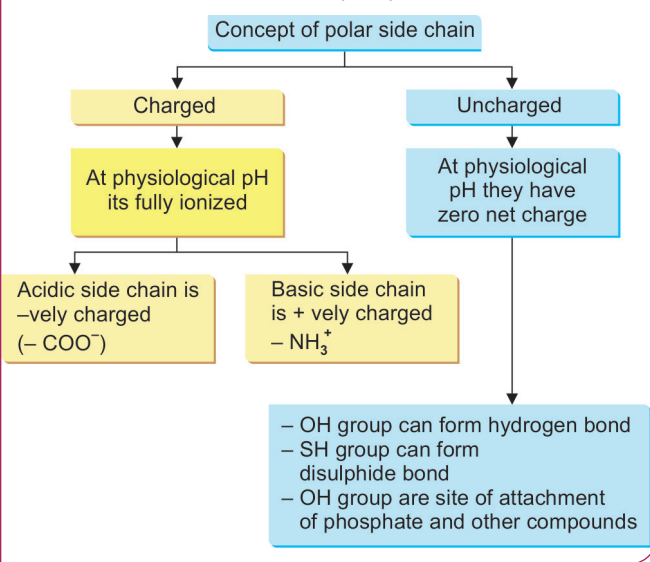 Concept of polar side chain
Charged
Uncharged
At physiological pH
its fully ionized
At physiological
pH they have
zero net charge
Acidic side chain is
–vely charged
(– COO⁻)
Basic side chain
is + vely charged
– NH₃⁺
– OH group can form hydrogen bond
– SH group can form
disulphide bond
– OH group are site of attachment
of phosphate and other compounds